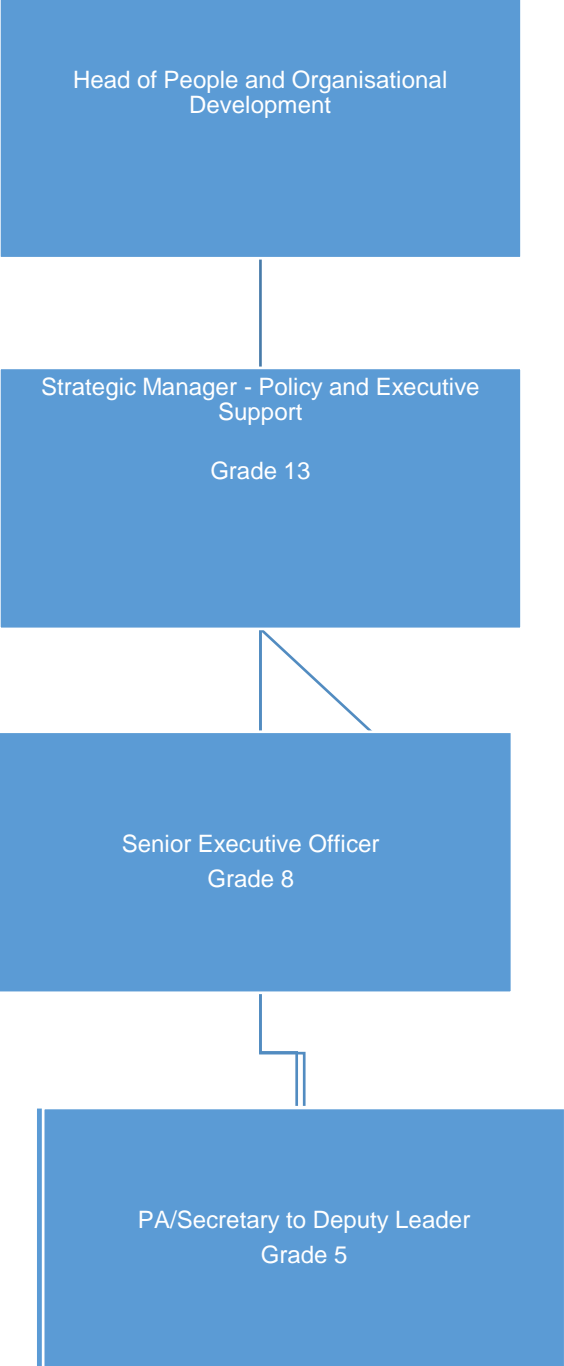 Head of People and Organisational
Development
Strategic Manager - Policy and Executive
Support
Grade 13
Senior Executive Officer
Grade 8
PA/Secretary to Deputy Leader
Grade 5